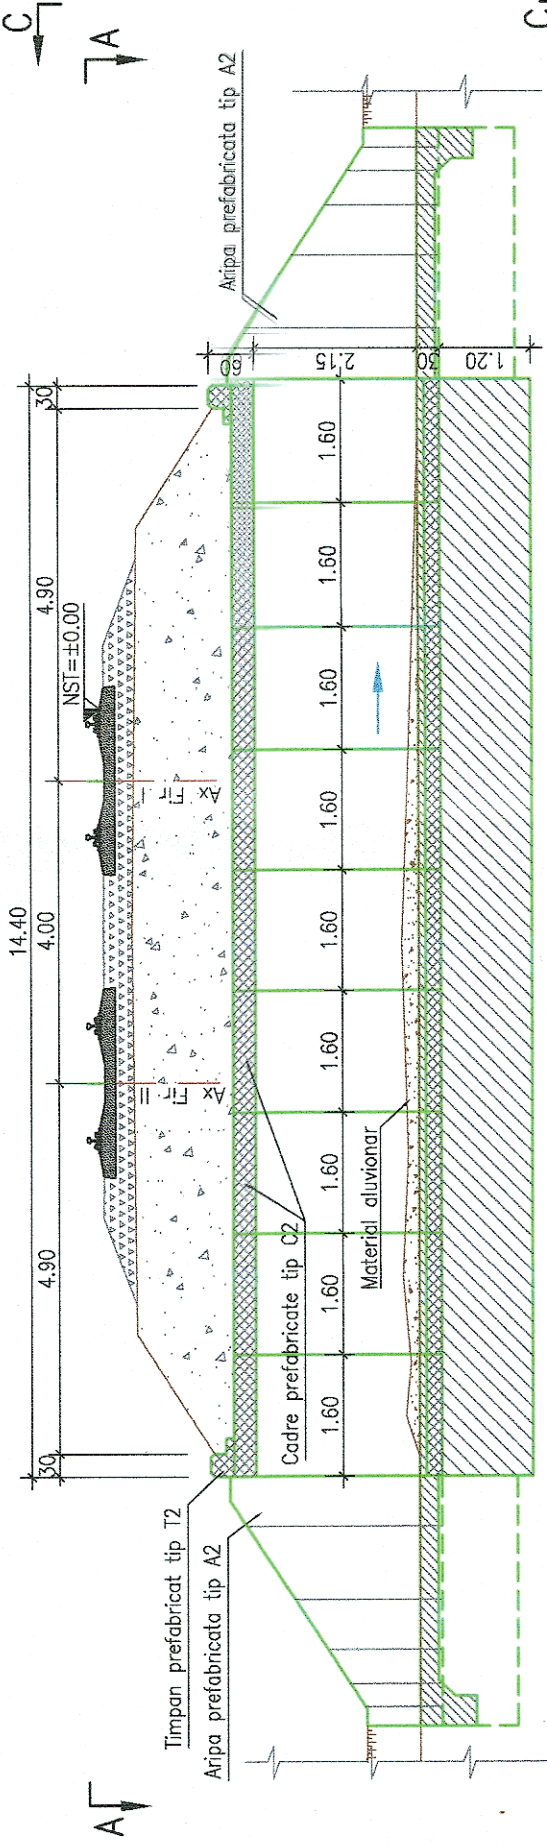 C
A
14.40
30
4.90
4.00
4.90
30
NST=±0.00
Ax Fir II
Ax Fir I
Timpan prefabricat tip T2
Aripa prefabricata tip A2
Aripa prefabricata tip A2
Cadre prefabricate tip C2
Material aluvionar
1.60
1.60
1.60
1.60
1.60
1.60
1.60
1.60
1.60
60
2.15
30
1.20
A